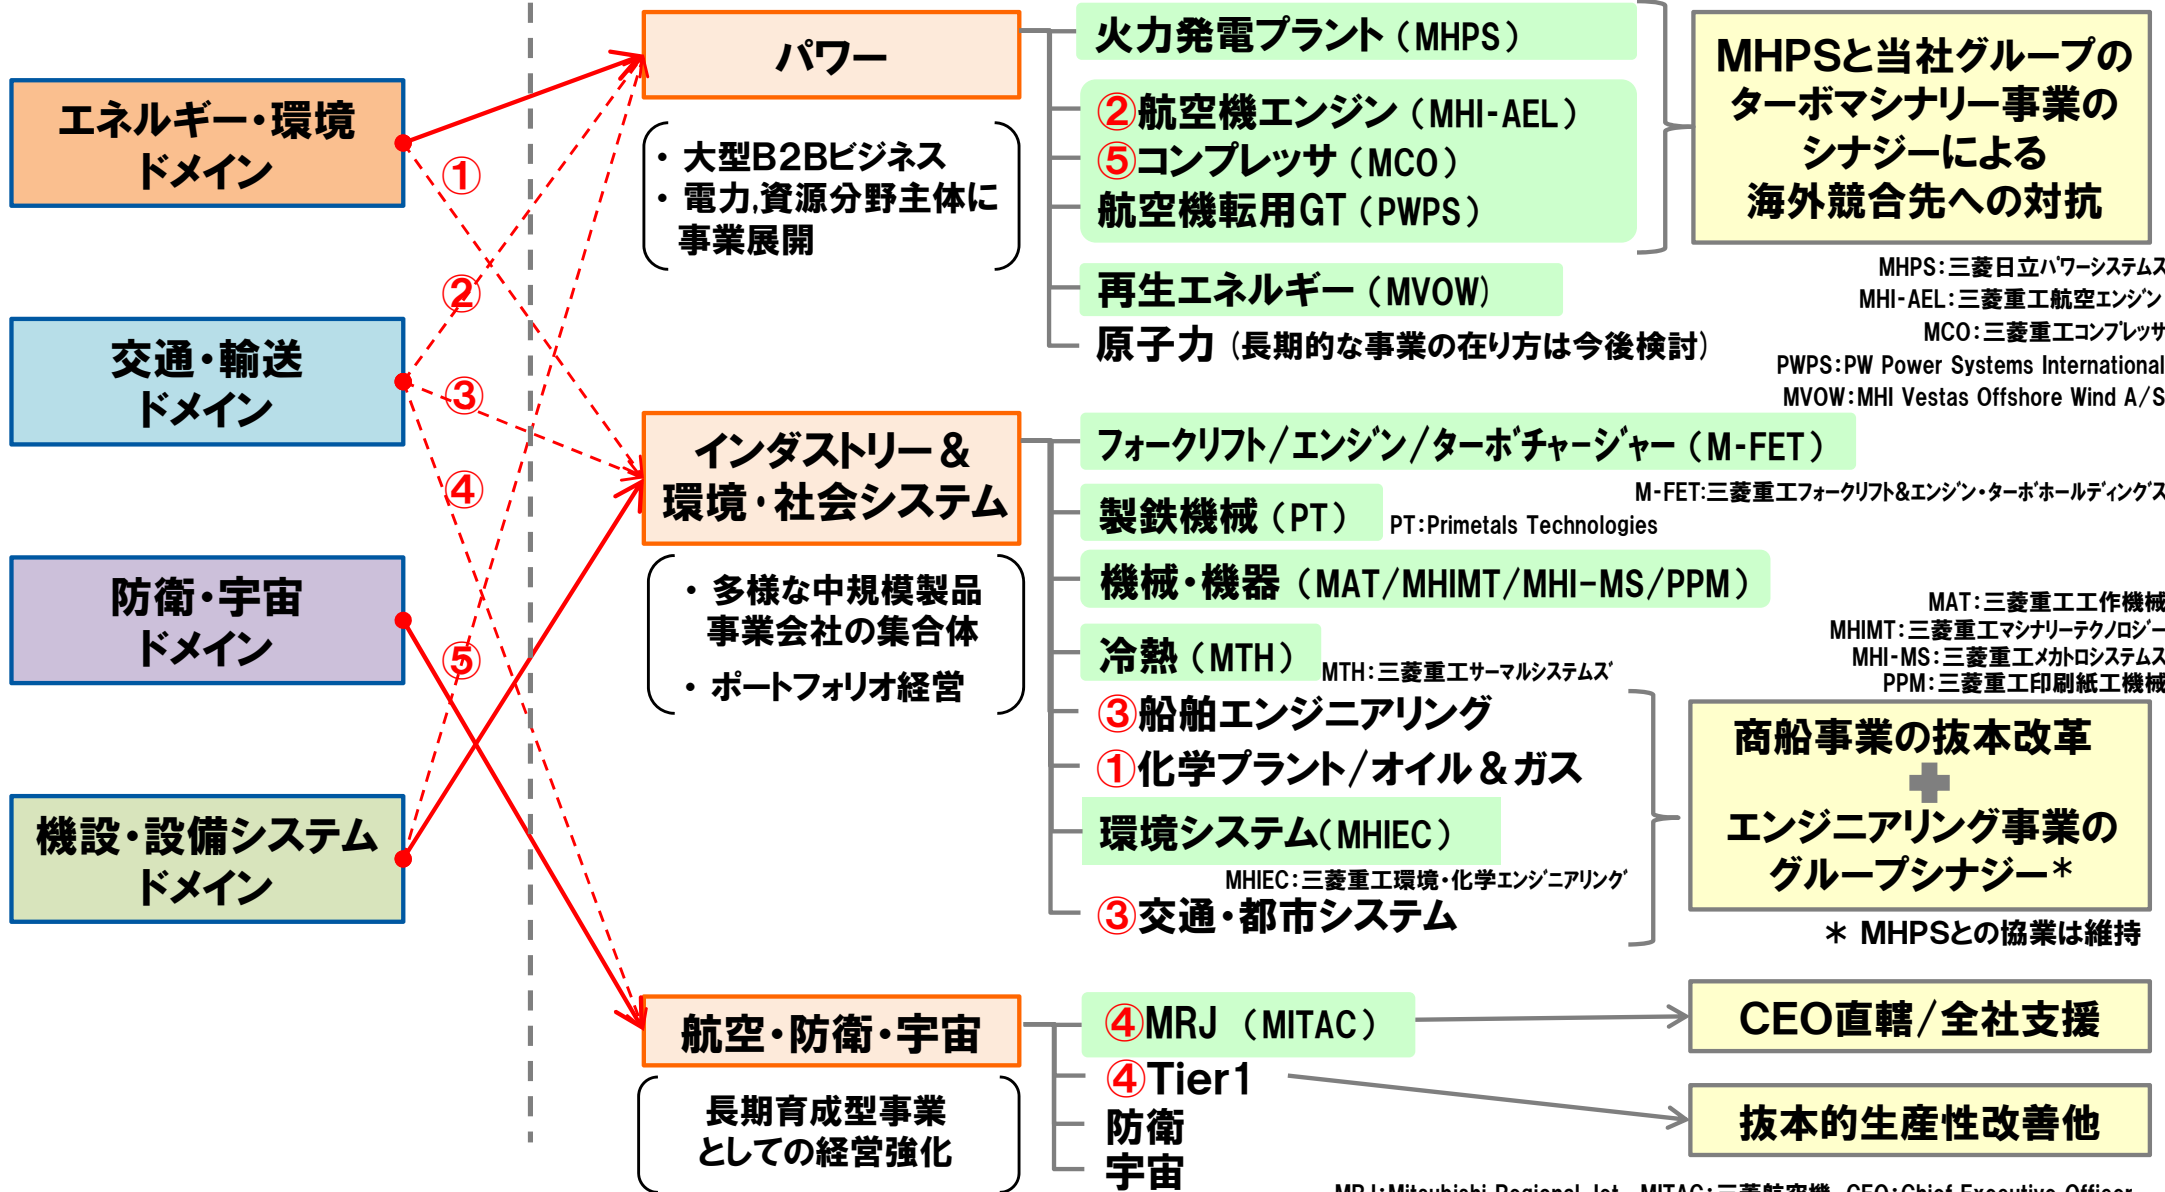 エネルギー・環境
ドメイン
交通・輸送
ドメイン
防衛・宇宙
ドメイン
機設・設備システム
ドメイン
①
②
③
④
⑤
パワー
・ 大型B2Bビジネス
・ 電力,資源分野主体に
事業展開
火力発電プラント（MHPS）
②航空機エンジン（MHI-AEL）
⑤コンプレッサ（MCO）
航空機転用GT（PWPS）
再生エネルギー（MVOW）
原子力（長期的な事業の在り方は今後検討）
MHPSと当社グループの
ターボマシナリー事業の
シナジーによる
海外競合先への対抗
MHPS：三菱日立パワーシステムズ
MHI-AEL：三菱重工航空エンジン
MCO：三菱重工コンプレッサ
PWPS：PW Power Systems International
MVOW：MHI Vestas Offshore Wind A/S
インダストリー＆
環境・社会システム
・ 多様な中規模製品
事業会社の集合体
・ ポートフォリオ経営
フォークリフト/エンジン/ターボチャージャー（M-FET）
M-FET:三菱重工フォークリフト&エンジン・ターボホールディングス
製鉄機械（PT） PT：Primetals Technologies
機械・機器（MAT/MHIMT/MHI-MS/PPM）
MAT：三菱重工工作機械
MHIMT：三菱重工マシナリーテクノロジー
MHI-MS：三菱重工メカトロシステムズ
PPM：三菱重工印刷紙工機械
冷熱（MTH） MTH：三菱重工サーマルシステムズ
③船舶エンジニアリング
①化学プラント/オイル＆ガス
環境システム(MHIEC）
MHIEC：三菱重工環境・化学エンジニアリング
③交通・都市システム
商船事業の抜本改革
エンジニアリング事業の
グループシナジー＊
＊ MHPSとの協業は維持
航空・防衛・宇宙
長期育成型事業
としての経営強化
④MRJ （MITAC）
④Tier1
防衛
宇宙
CEO直轄/全社支援
抜本的生産性改善他
MRJ：Mitsubishi Regional Jet MITAC：三菱航空機 CEO：Chief Executive Officer